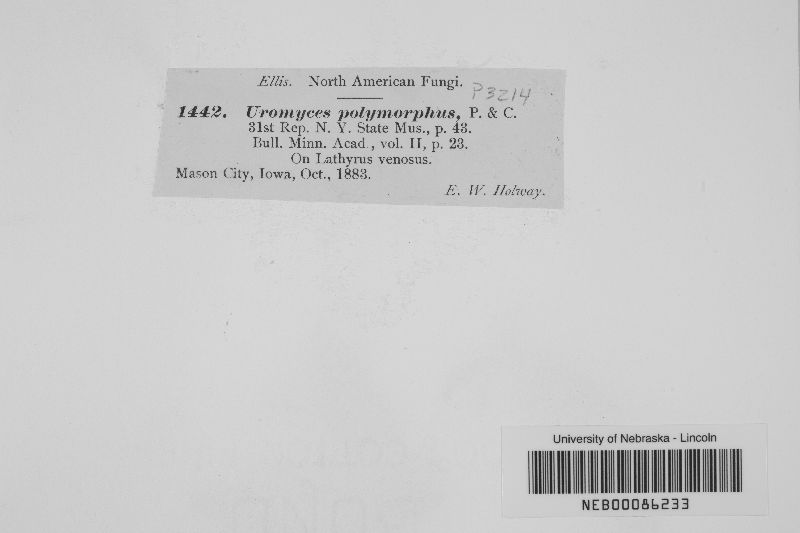 Ellis. North American Fungi.
P3214
1442. Uromyces polymorphus, P. & C.
31st Rep. N. Y. State Mus., p. 43.
Bull. Minn. Acad., vol. II, p. 23.
On Lathyrus venosus.
Mason City, Iowa, Oct., 1883.
E. W. Holway.
University of Nebraska - Lincoln
NEB00086233